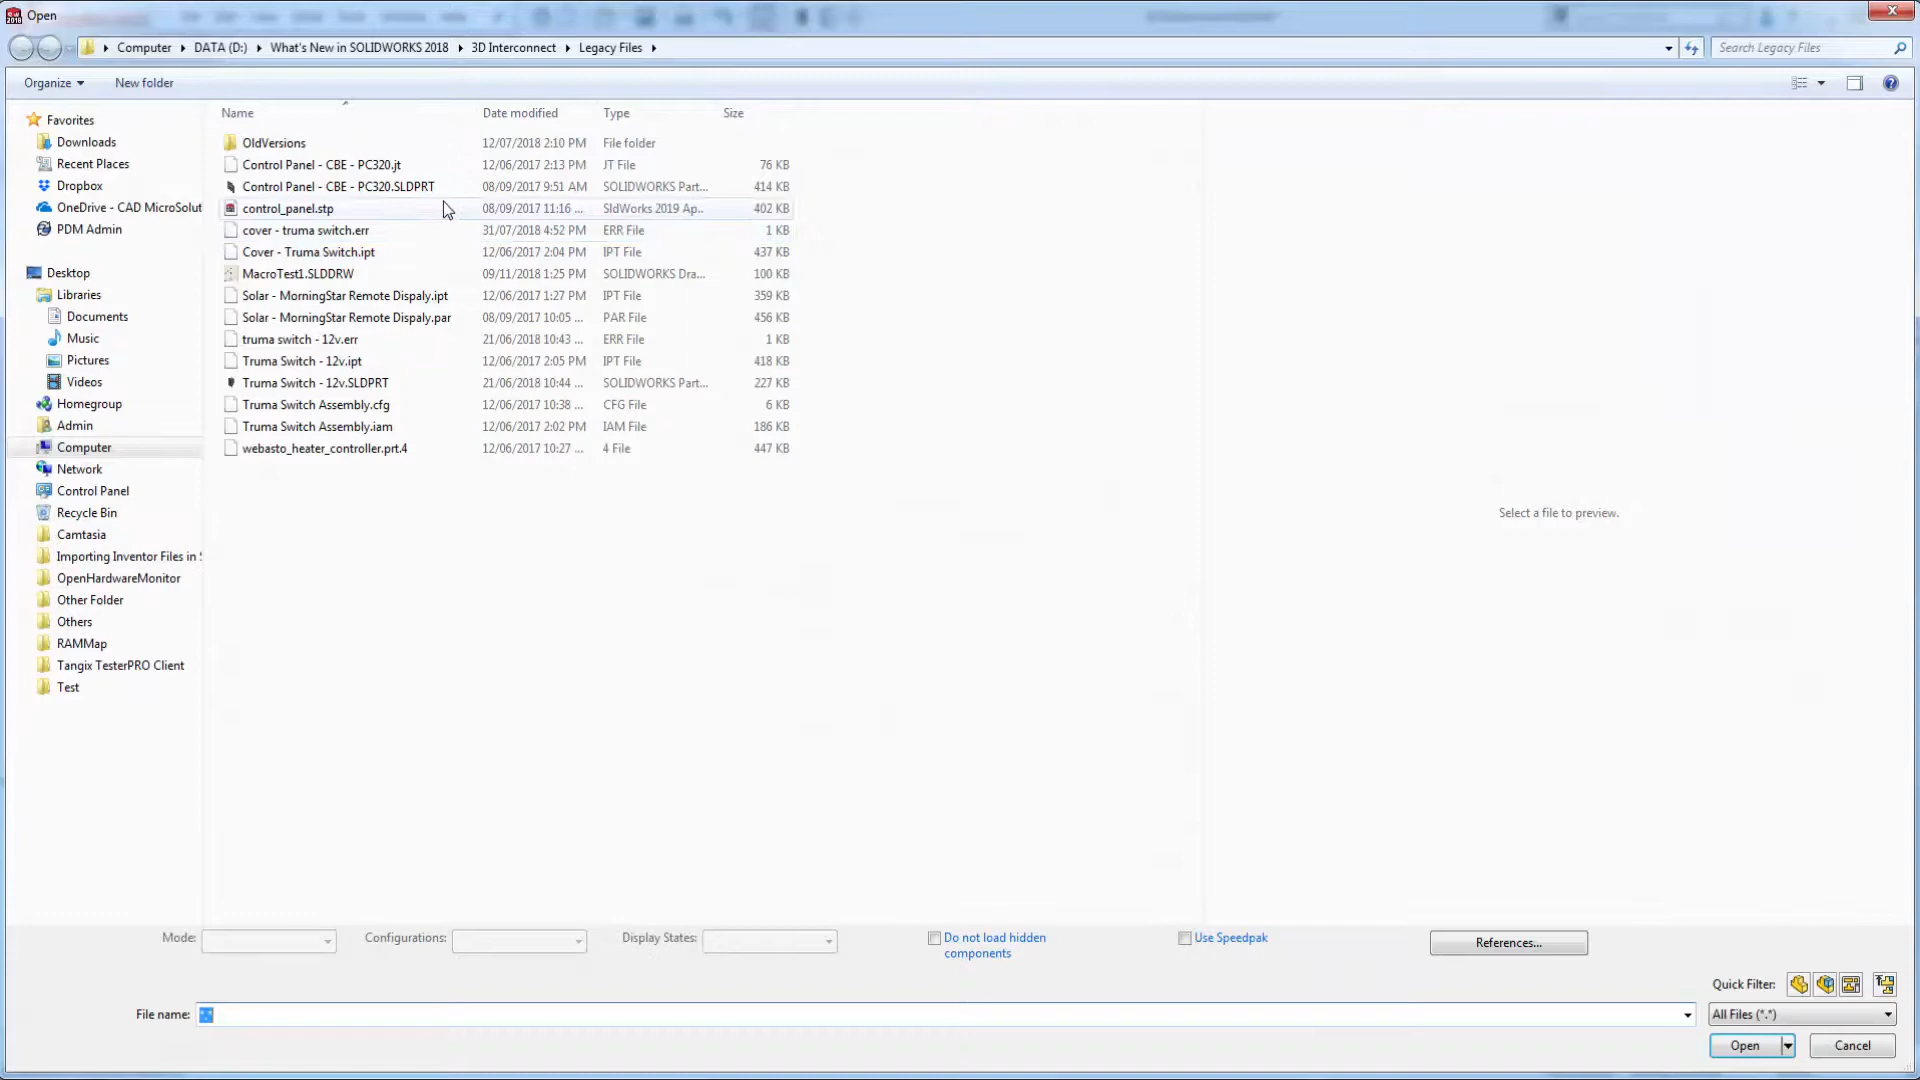 Open
Computer DATA (D:) What's New in SOLIDWORKS 2018 3D Interconnect Legacy Files Search Legacy Files
Organize New folder
Name Date modified Type Size
Favorites
Downloads
Recent Places
Dropbox
OneDrive - CAD MicroSolut
PDM Admin
Desktop
Libraries
Documents
Music
Pictures
Videos
Homegroup
Admin
Computer
Network
Control Panel
Recycle Bin
Camtasia
Importing Inventor Files in S
OpenHardwareMonitor
Other Folder
Others
RAMMap
Tangix TesterPRO Client
Test
OldVersions 12/07/2018 2:10 PM File folder
Control Panel - CBE - PC320.jt 12/06/2017 2:13 PM JT File 76 KB
Control Panel - CBE - PC320.SLDPRT 08/09/2017 9:51 AM SOLIDWORKS Part... 414 KB
control_panel.stp 08/09/2017 11:16 ... SldWorks 2019 Ap... 402 KB
cover - truma switch.err 31/07/2018 4:52 PM ERR File 1 KB
Cover - Truma Switch.ipt 12/06/2017 2:04 PM IPT File 437 KB
MacroTest1.SLDDRW 09/11/2018 1:25 PM SOLIDWORKS Dra... 100 KB
Solar - MorningStar Remote Dispaly.ipt 12/06/2017 1:27 PM IPT File 359 KB
Solar - MorningStar Remote Dispaly.par 08/09/2017 10:05 ... PAR File 456 KB
truma switch - 12v.err 21/06/2018 10:43 ... ERR File 1 KB
Truma Switch - 12v.ipt 12/06/2017 2:05 PM IPT File 418 KB
Truma Switch - 12v.SLDPRT 21/06/2018 10:44 ... SOLIDWORKS Part... 227 KB
Truma Switch Assembly.cfg 12/06/2017 10:38 ... CFG File 6 KB
Truma Switch Assembly.iam 12/06/2017 2:02 PM IAM File 186 KB
webasto_heater_controller.prt.4 12/06/2017 10:27 ... 4 File 447 KB
Select a file to preview.
Mode: Configurations: Display States: Do not load hidden
components
Use Speedpak References...
Quick Filter:
File name: All Files (*.*)
Open Cancel